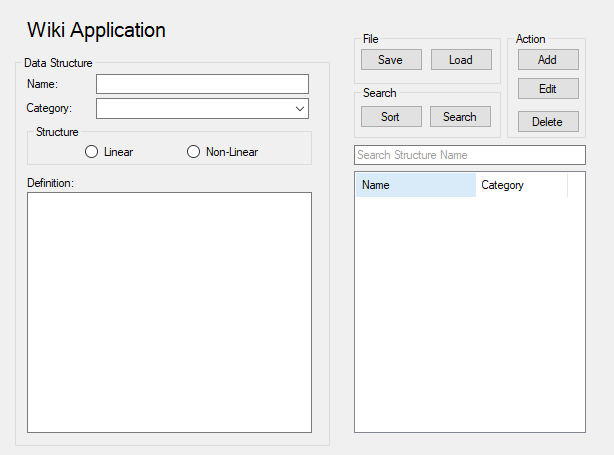 Wiki Application
Data Structure
Name:
Category:
Structure
Linear Non-Linear
Definition:
File
Save Load
Search
Sort Search
Action
Add
Edit
Delete
Search Structure Name
Name Category